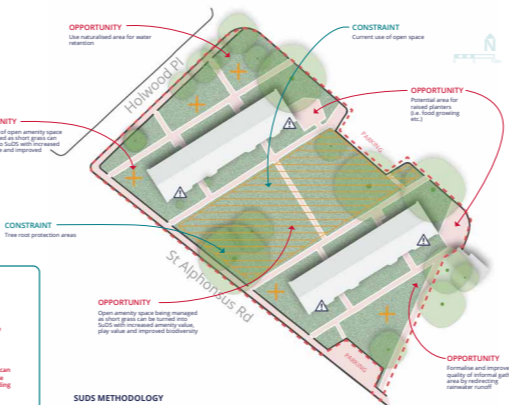 OPPORTUNITY
Use naturalised area for water
retention
CONSTRAINT
Current use of open space
N
Holwood Pl
OPPORTUNITY
Potential area for
raised planters
(i.e. food growing
etc.)
NITY
of open amenity space
ed as short grass can
o SuDS with increased
e and improved
PARKING
CONSTRAINT
Tree root protection areas
St Alphonsus Rd
OPPORTUNITY
Open amenity space being managed
as short grass can be turned into
SuDS with increased amenity value,
play value and improved biodiversity
PARKING
OPPORTUNITY
Formalise and improve
quality of informal gath
area by redirecting
rainwater runoff
can
e
ding
SUDS METHODOLOGY